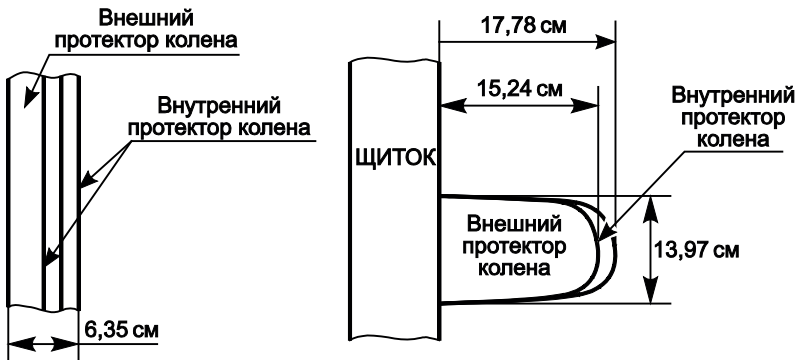 Внешний
протектор колена
Внутренний
протектор колена
6,35 см
17,78 см
15,24 см
Внутренний
протектор
колена
ЩИТОК
Внешний
протектор
колена
13,97 см